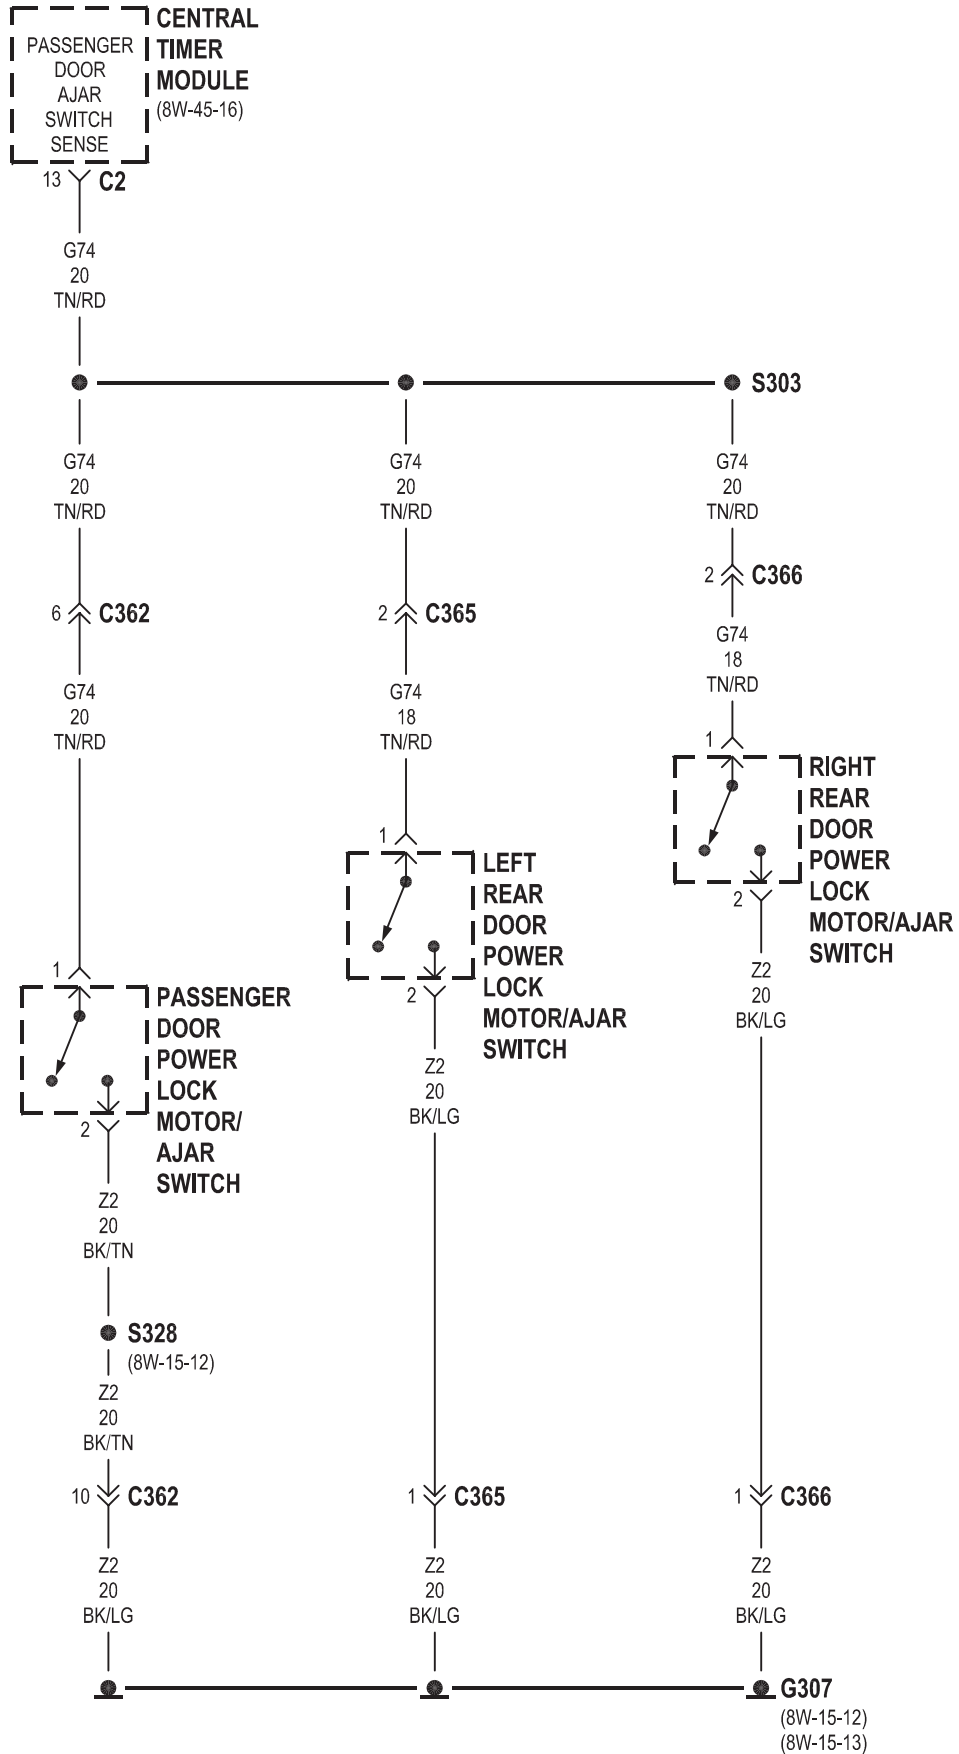 CENTRAL
TIMER
MODULE
(8W-45-16)
PASSENGER
DOOR
AJAR
SWITCH
SENSE
13
C2
G74
20
TN/RD
S303
G74
20
TN/RD
G74
20
TN/RD
G74
20
TN/RD
6
C362
2
C365
2
C366
G74
20
TN/RD
G74
18
TN/RD
G74
18
TN/RD
1
RIGHT
REAR
DOOR
POWER
LOCK
MOTOR/AJAR
SWITCH
2
1
LEFT
REAR
DOOR
POWER
LOCK
MOTOR/AJAR
SWITCH
2
1
PASSENGER
DOOR
POWER
LOCK
MOTOR/
AJAR
SWITCH
2
Z2
20
BK/LG
Z2
20
BK/LG
Z2
20
BK/TN
S328
(8W-15-12)
Z2
20
BK/TN
10
C362
1
C365
1
C366
Z2
20
BK/LG
Z2
20
BK/LG
Z2
20
BK/LG
G307
(8W-15-12)
(8W-15-13)